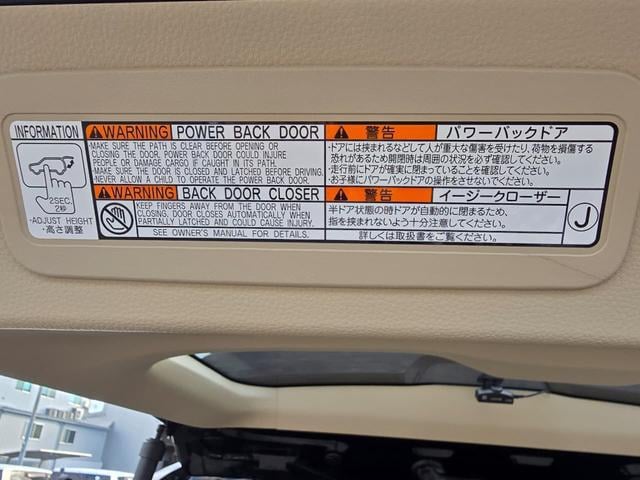 INFORMATION
2SEC.
2秒
・ADJUST HEIGHT
・高さ調整
WARNING POWER BACK DOOR
・MAKE SURE THE PATH IS CLEAR BEFORE OPENING OR
CLOSING THE DOOR. POWER BACK DOOR COULD INJURE
PEOPLE OR DAMAGE CARGO IF CAUGHT IN ITS PATH.
・MAKE SURE THE DOOR IS CLOSED AND LATCHED BEFORE DRIVING.
・NEVER ALLOW A CHILD TO OPERATE THE POWER BACK DOOR.
WARNING BACK DOOR CLOSER
KEEP FINGERS AWAY FROM THE DOOR WHEN
CLOSING. DOOR CLOSES AUTOMATICALLY WHEN
PARTIALLY LATCHED AND COULD CAUSE INJURY.
SEE OWNER'S MANUAL FOR DETAILS.
警告 パワーバックドア
・ドアには挟まれるなどして人が重大な傷害を受けたり、荷物を損傷する
恐れがあるため開閉時は周囲の状況を必ず確認してください。
・走行前にドアが確実に閉まっていることを確認してください。
・お子様にパワーバックドアの操作をさせないでください。
警告 イージークローザー
半ドア状態の時ドアが自動的に閉まるため、
指を挟まれないよう十分注意してください。
詳しくは取扱書をご覧ください。
J